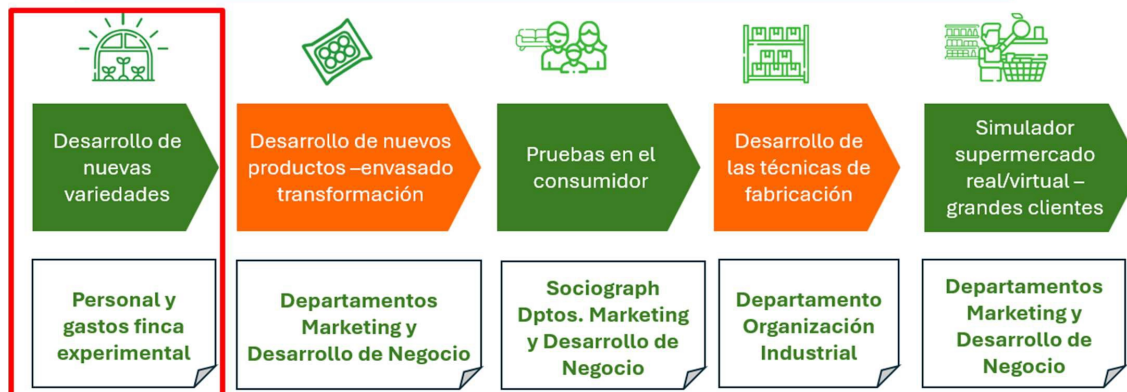 Desarrollo de
nuevas
variedades
Desarrollo de nuevos
productos –envasado
transformación
Pruebas en el
consumidor
Desarrollo de
las técnicas de
fabricación
Simulador
supermercado
real/virtual –
grandes clientes
Personal y
gastos finca
experimental
Departamentos
Marketing y
Desarrollo de Negocio
Sociograph
Dptos. Marketing
y Desarrollo de
Negocio
Departamento
Organización
Industrial
Departamentos
Marketing y
Desarrollo de
Negocio